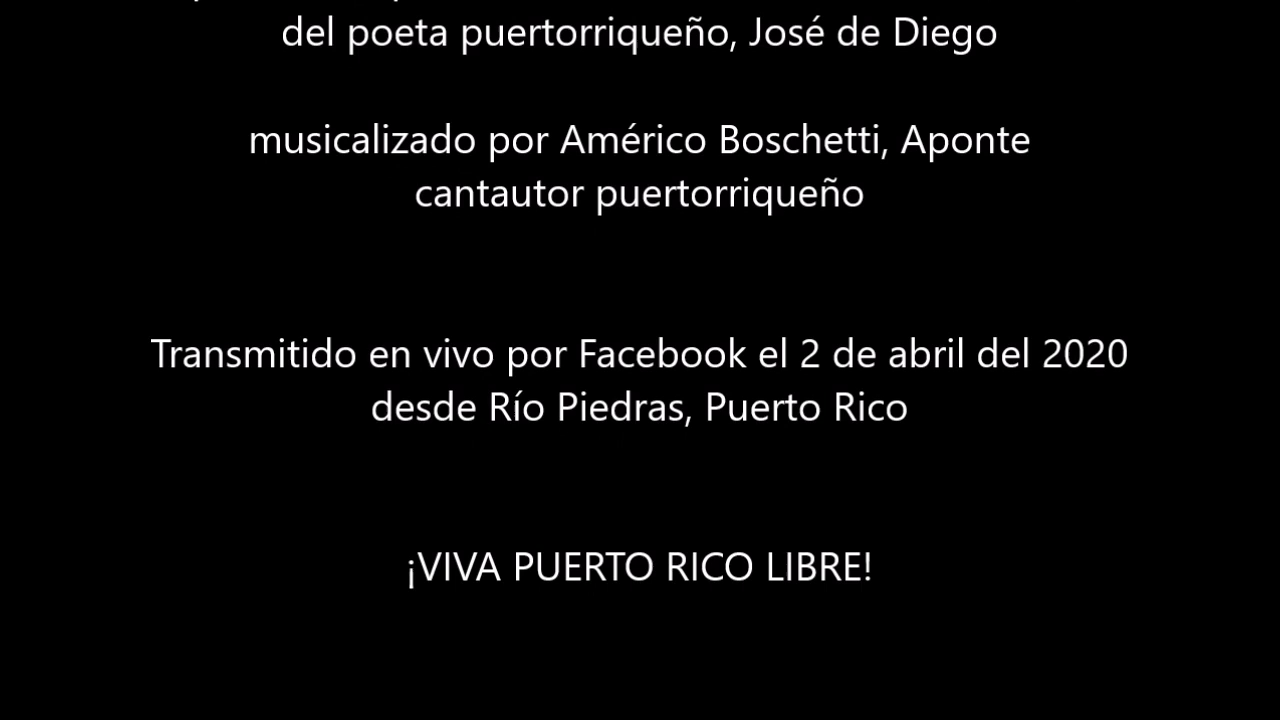 del poeta puertorriqueño, José de Diego
musicalizado por Américo Boschetti, Aponte
cantautor puertorriqueño
Transmitido en vivo por Facebook el 2 de abril del 2020
desde Río Piedras, Puerto Rico
¡VIVA PUERTO RICO LIBRE!